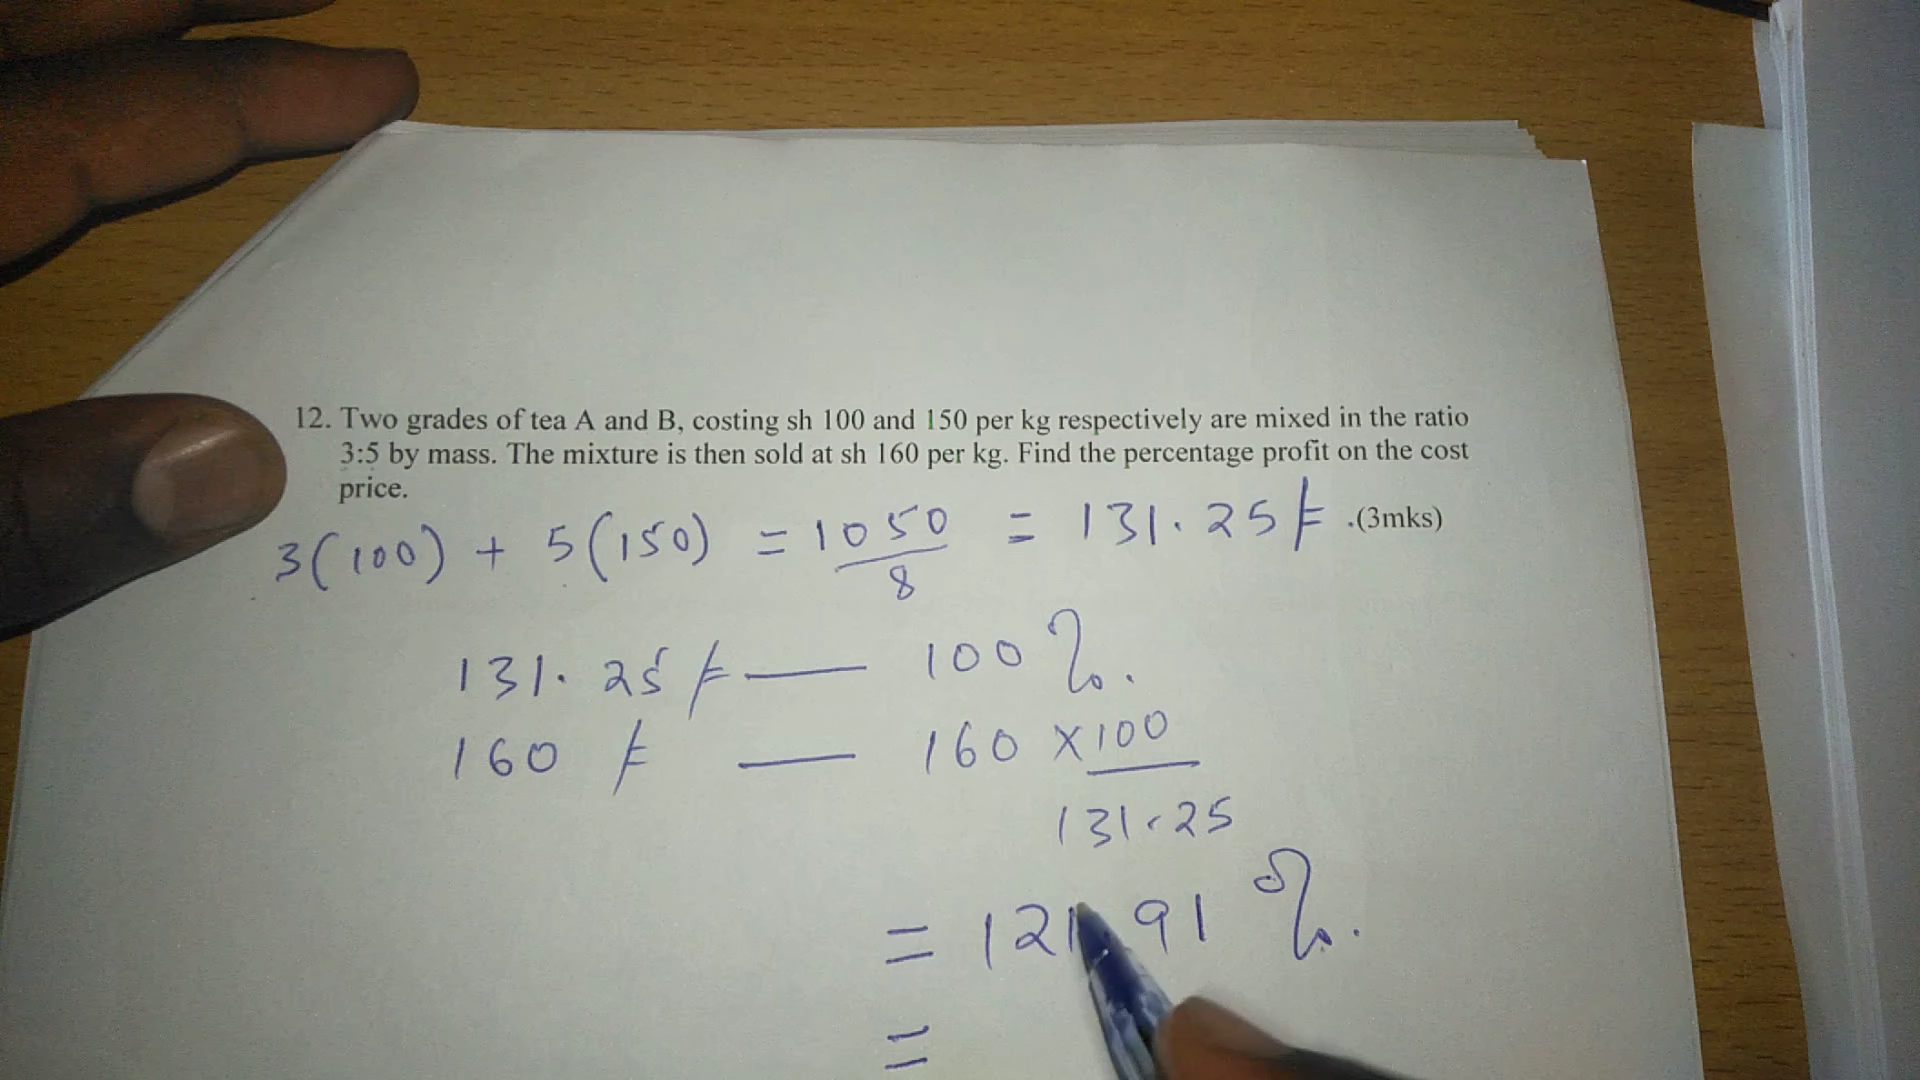 12. Two grades of tea A and B, costing sh 100 and 150 per kg respectively are mixed in the ratio
3:5 by mass. The mixture is then sold at sh 160 per kg. Find the percentage profit on the cost
price.
.(3mks)
3(100) + 5(150) = 1050/8 = 131.25/=
131.25/= — 100%.
160/= — 160 × 100/131.25
= 121.91%.
=